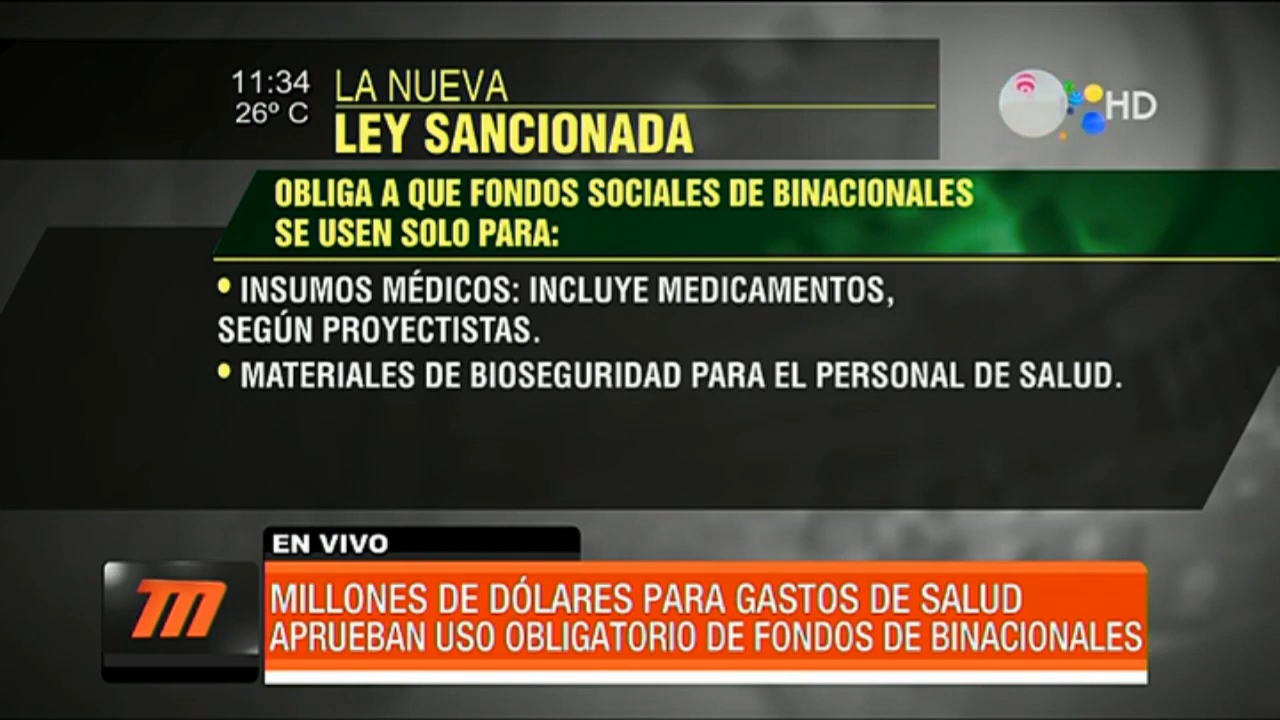 11:34
26º C
LA NUEVA
LEY SANCIONADA
HD
OBLIGA A QUE FONDOS SOCIALES DE BINACIONALES
SE USEN SOLO PARA:
• INSUMOS MÉDICOS: INCLUYE MEDICAMENTOS,
SEGÚN PROYECTISTAS.
• MATERIALES DE BIOSEGURIDAD PARA EL PERSONAL DE SALUD.
EN VIVO
m
MILLONES DE DÓLARES PARA GASTOS DE SALUD
APRUEBAN USO OBLIGATORIO DE FONDOS DE BINACIONALES